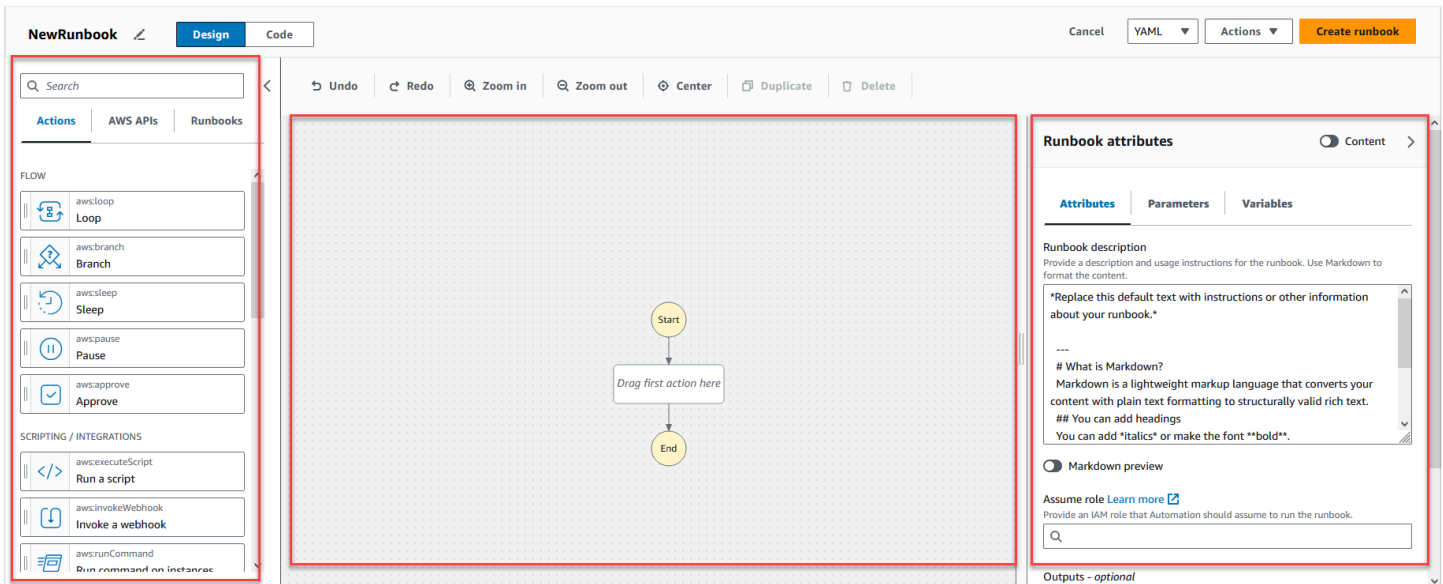 NewRunbook
Design
Code
Cancel
YAML
Actions
Create runbook
Search
Undo
Redo
Zoom in
Zoom out
Center
Duplicate
Delete
Actions
AWS APIs
Runbooks
FLOW
aws:loop
Loop
aws:branch
Branch
aws:sleep
Sleep
aws:pause
Pause
aws:approve
Approve
SCRIPTING / INTEGRATIONS
aws:executeScript
Run a script
aws:invokeWebhook
Invoke a webhook
aws:runCommand
Run command on instances
Start
Drag first action here
End
Runbook attributes
Content
Attributes
Parameters
Variables
Runbook description
Provide a description and usage instructions for the runbook. Use Markdown to
format the content.
*Replace this default text with instructions or other information
about your runbook.*
---
# What is Markdown?
Markdown is a lightweight markup language that converts your
content with plain text formatting to structurally valid rich text.
## You can add headings
You can add *italics* or make the font **bold**.
Markdown preview
Assume role Learn more
Provide an IAM role that Automation should assume to run the runbook.
Outputs - optional